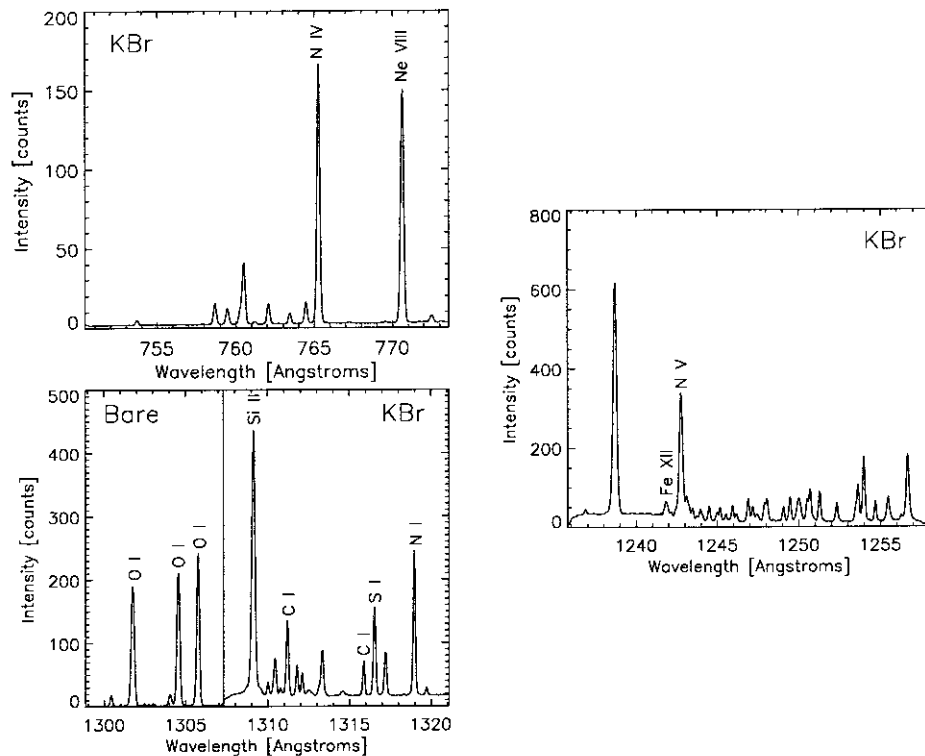 KBr
N IV
Ne VIII
200
150
100
50
0
Intensity [counts]
755 760 765 770
Wavelength [Angstroms]
Bare
KBr
O I
O I
O I
Si II
C I
C I
S I
N I
500
400
300
200
100
0
Intensity [counts]
1300 1305 1310 1315 1320
Wavelength [Angstroms]
KBr
Fe XII
N V
800
600
400
200
0
Intensity [counts]
1240 1245 1250 1255
Wavelength [Angstroms]